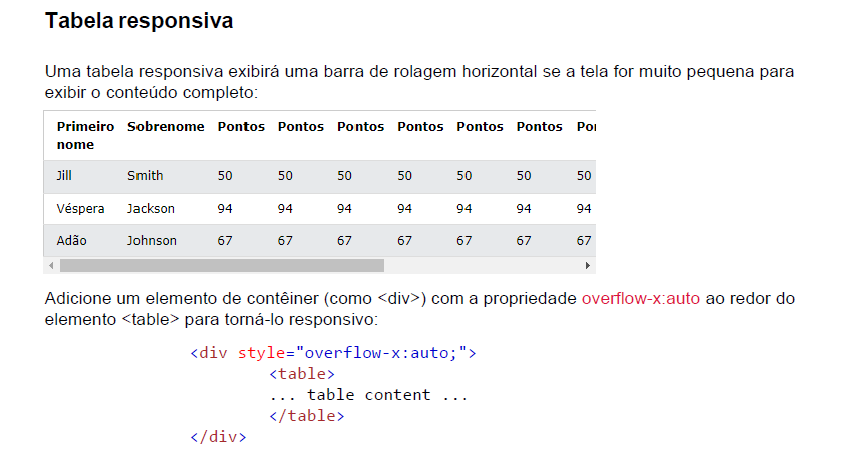 Tabela responsiva
Uma tabela responsiva exibirá uma barra de rolagem horizontal se a tela for muito pequena para
exibir o conteúdo completo:
Primeiro nome Sobrenome Pontos Pontos Pontos Pontos Pontos Pontos Poi
Jill Smith 50 50 50 50 50 50 50
Véspera Jackson 94 94 94 94 94 94 94
Adão Johnson 67 67 67 67 67 67 67
Adicione um elemento de contêiner (como <div>) com a propriedade overflow-x:auto ao redor do
elemento <table> para torná-lo responsivo:
<div style="overflow-x:auto;">
<table>
... table content ...
</table>
</div>